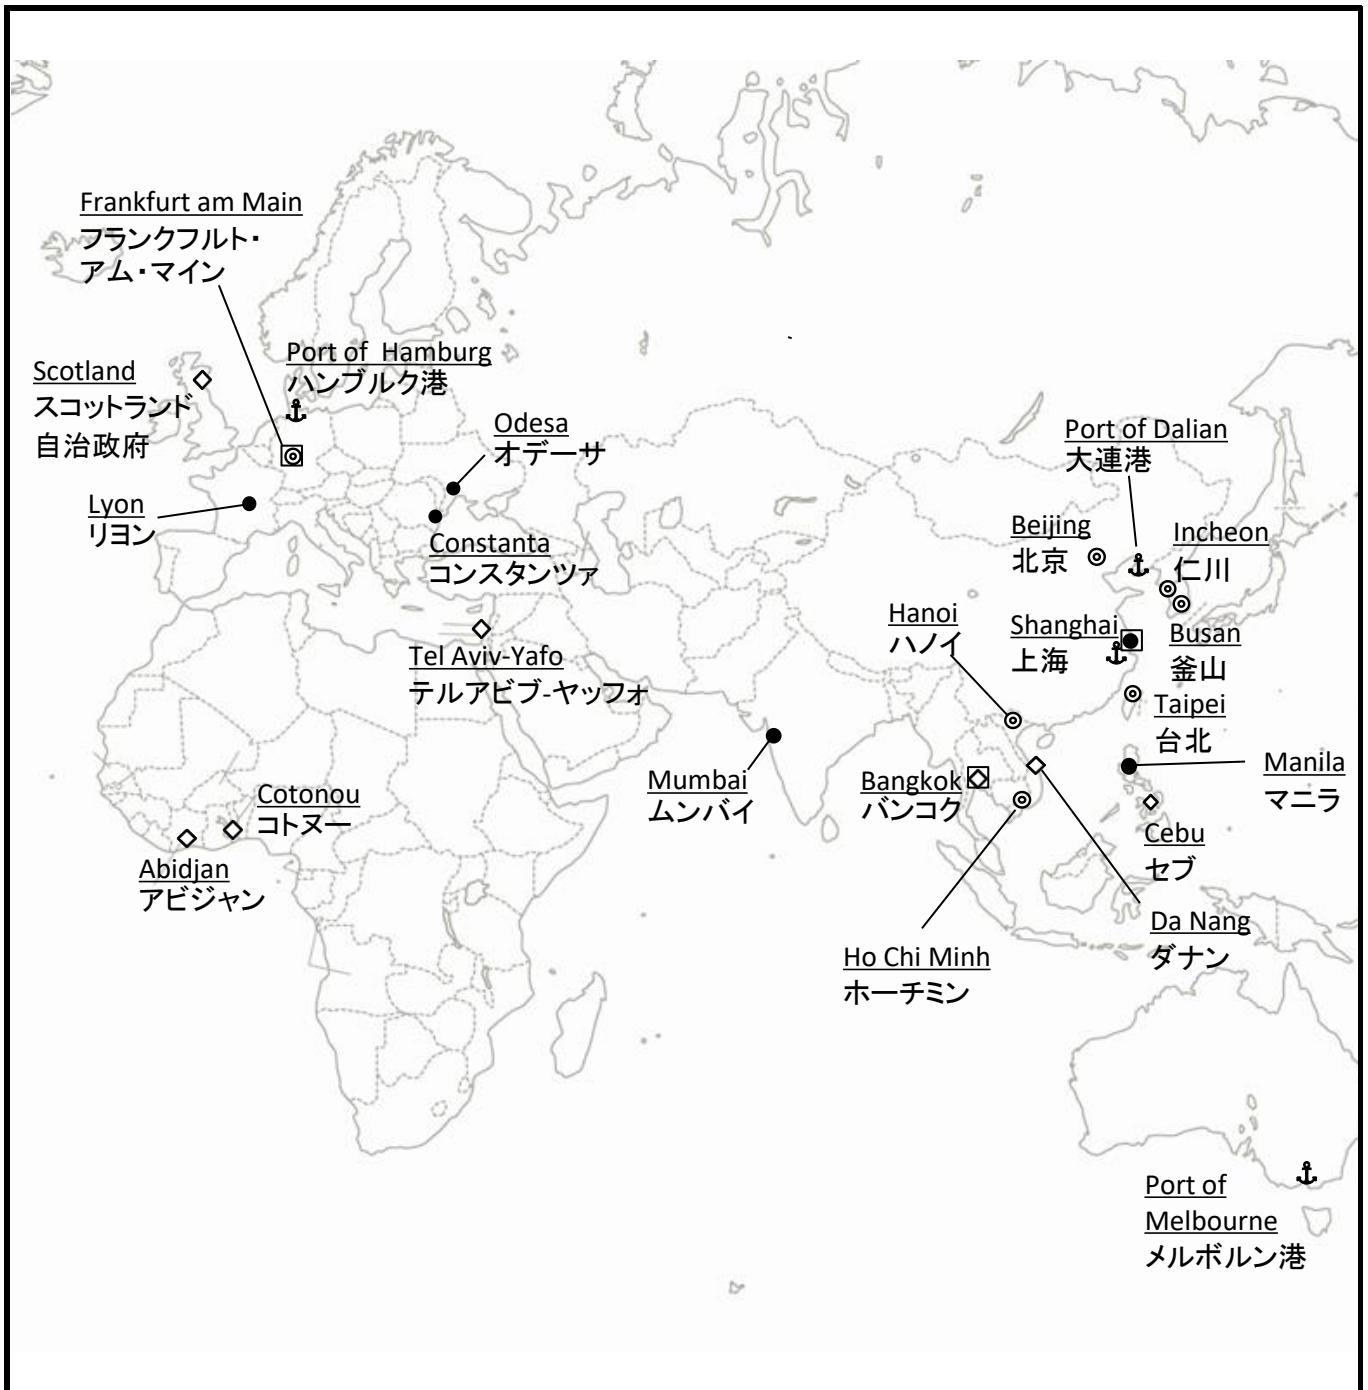 Frankfurt am Main
フランクフルト・
アム・マイン
Port of Hamburg
ハンブルク港
Scotland
スコットランド
自治政府
Odesa
オデーサ
Port of Dalian
大連港
Lyon
リヨン
Constanta
コンスタンツァ
Beijing
北京
Incheon
仁川
Hanoi
ハノイ
Shanghai
上海
Busan
釜山
Tel Aviv-Yafo
テルアビブ-ヤッフォ
Taipei
台北
Mumbai
ムンバイ
Bangkok
バンコク
Manila
マニラ
Cotonou
コトヌー
Cebu
セブ
Abidjan
アビジャン
Da Nang
ダナン
Ho Chi Minh
ホーチミン
Port of
Melbourne
メルボルン港